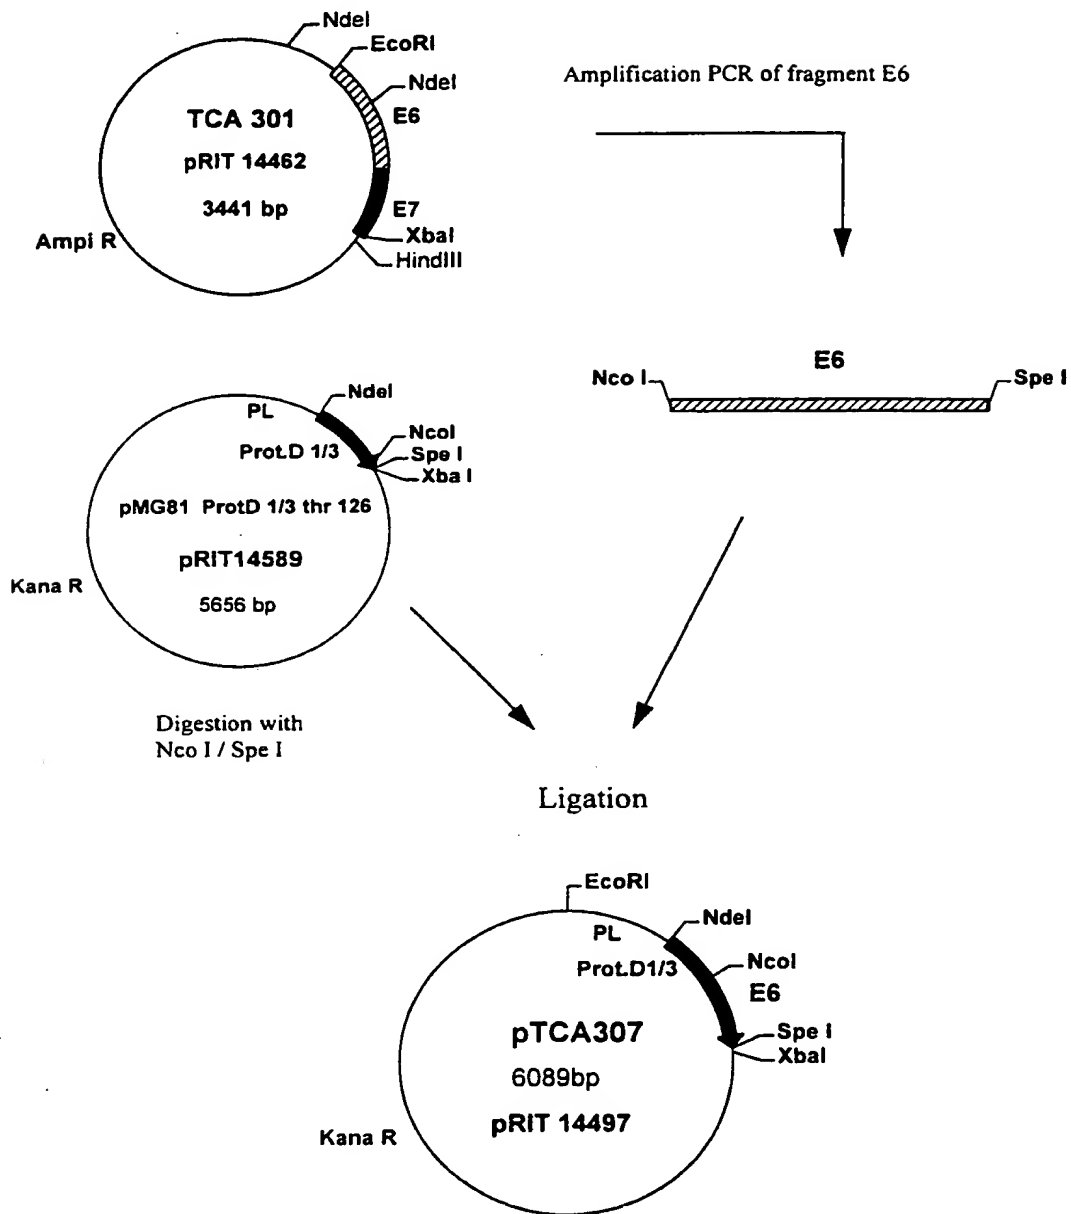 NdeI
EcoRI
NdeI
E6
TCA 301
pRIT 14462
3441 bp
E7
XbaI
HindIII
Ampi R
Amplification PCR of fragment E6
E6
Nco I
Spe I
NdeI
PL
NcoI
Prot.D 1/3
Spe I
Xba I
pMG81 ProtD 1/3 thr 126
pRIT14589
5656 bp
Kana R
Digestion with
Nco I / Spe I
Ligation
EcoRI
NdeI
PL
Prot.D1/3
NcoI
E6
pTCA307
6089bp
pRIT 14497
Spe I
XbaI
Kana R